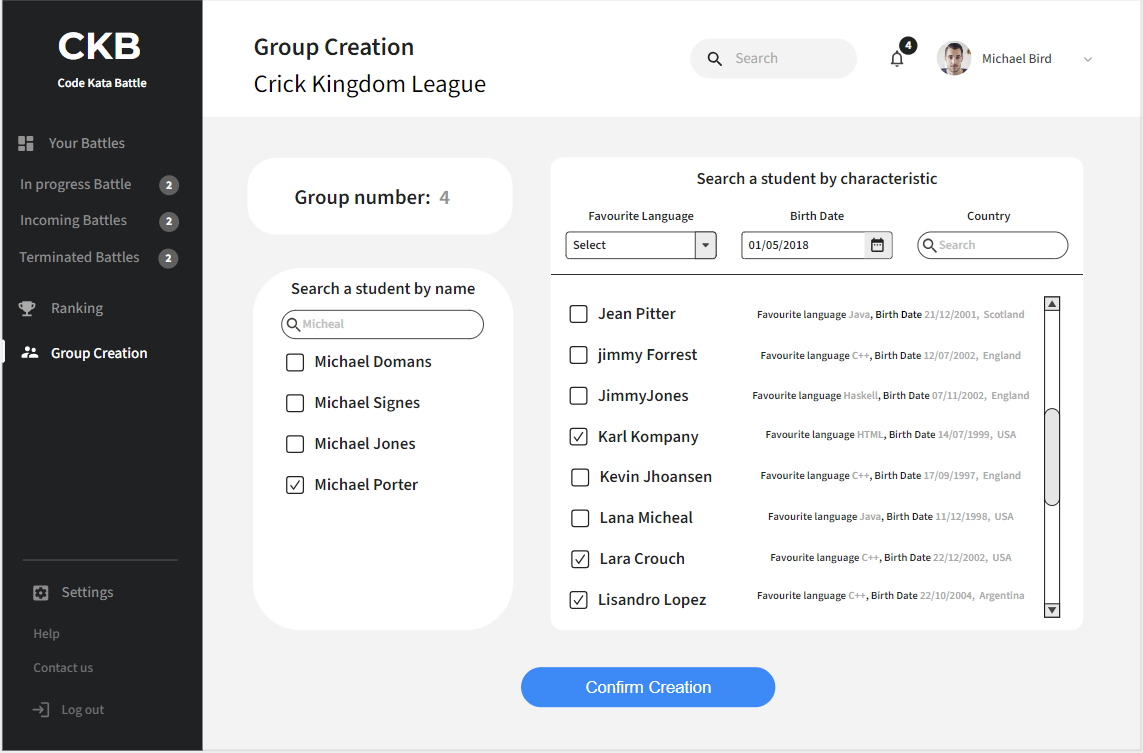 CKB
Code Kata Battle
Your Battles
In progress Battle 2
Incoming Battles 2
Terminated Battles 2
Ranking
Group Creation
Settings
Help
Contact us
Log out
Group Creation
Crick Kingdom League
Search
4
Michael Bird
Group number: 4
Search a student by name
Micheal
Michael Domans
Michael Signes
Michael Jones
Michael Porter
Search a student by characteristic
Favourite Language Birth Date Country
Select 01/05/2018 Search
Jean Pitter Favourite language Java, Birth Date 21/12/2001, Scotland
jimmy Forrest Favourite language C++, Birth Date 12/07/2002, England
JimmyJones Favourite language Haskell, Birth Date 07/11/2002, England
Karl Kompany Favourite language HTML, Birth Date 14/07/1999, USA
Kevin Jhoansen Favourite language C++, Birth Date 17/09/1997, England
Lana Micheal Favourite language Java, Birth Date 11/12/1998, USA
Lara Crouch Favourite language C++, Birth Date 22/12/2002, USA
Lisandro Lopez Favourite language C++, Birth Date 22/10/2004, Argentina
Confirm Creation